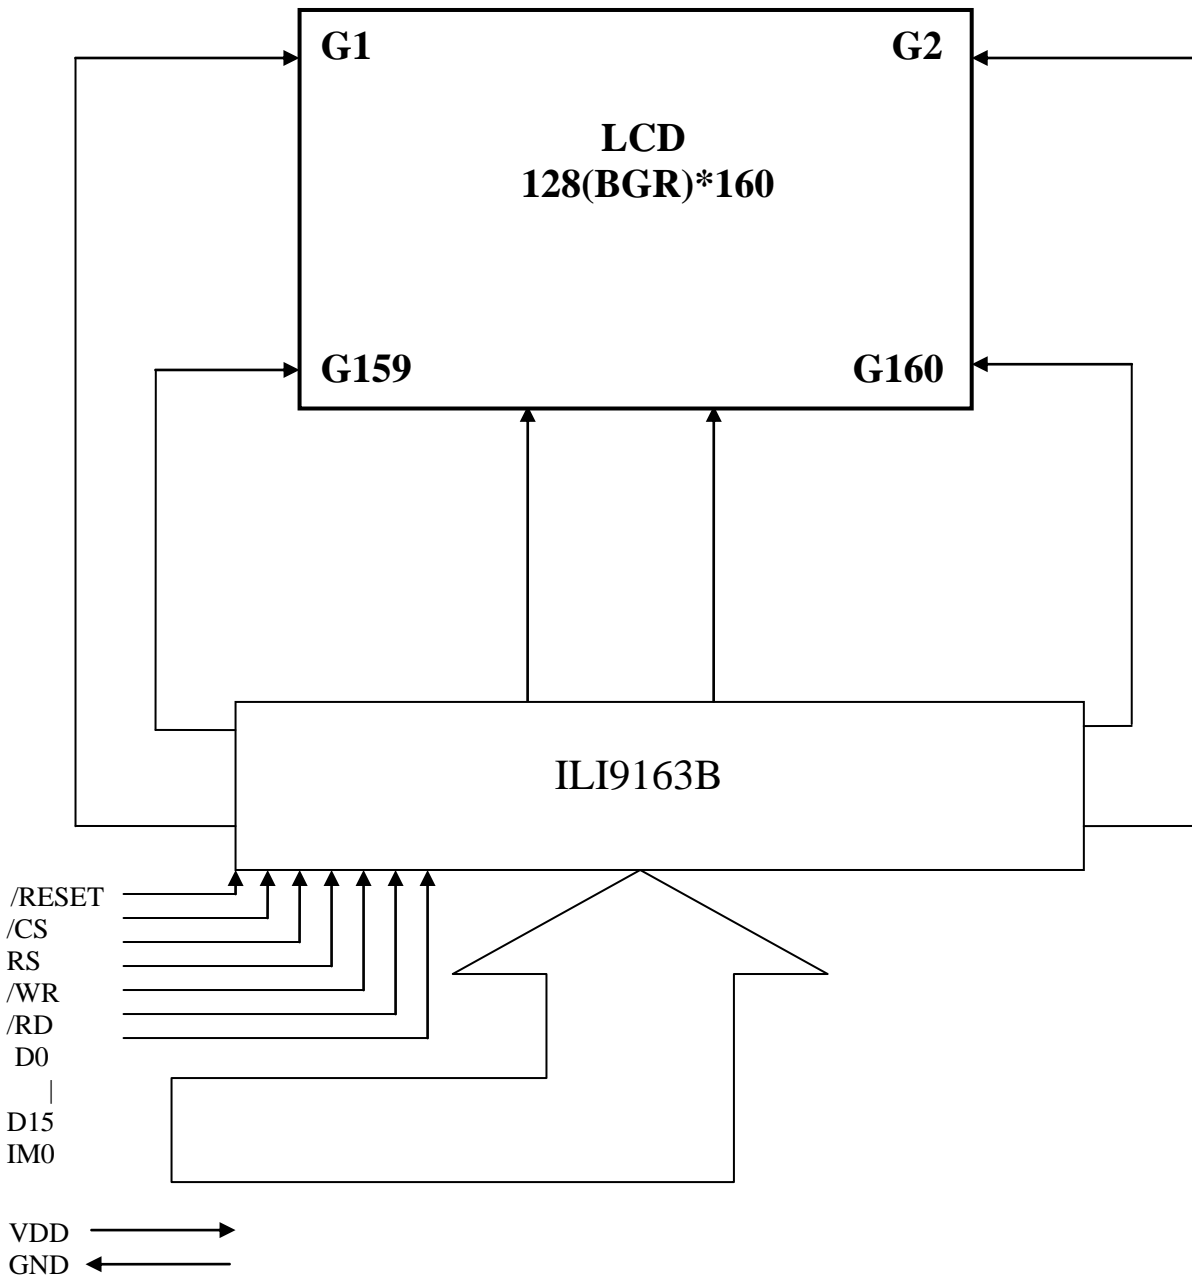 G1
G2
LCD
128(BGR)*160
G159
G160
ILI9163B
/RESET
/CS
RS
/WR
/RD
D0
|
D15
IM0
VDD
GND